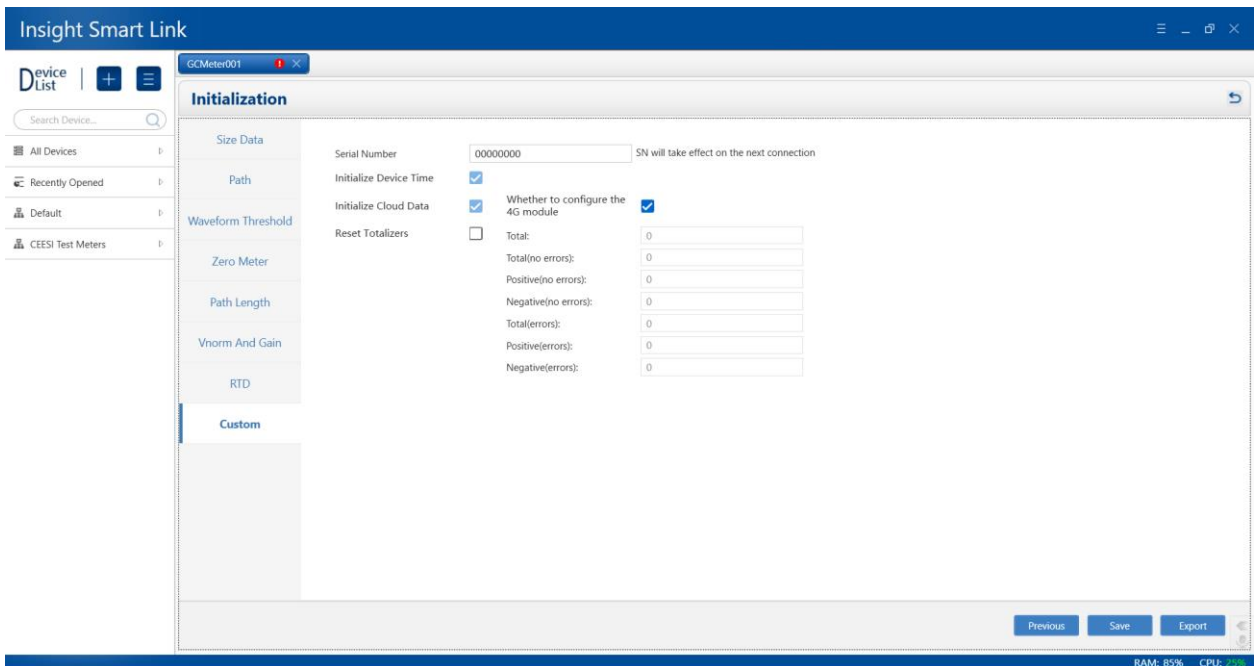 Insight Smart Link
Device List
GCMeter001
Initialization
Search Device...
All Devices
Recently Opened
Default
CEESI Test Meters
Size Data
Path
Waveform Threshold
Zero Meter
Path Length
Vnorm And Gain
RTD
Custom
Serial Number 00000000 SN will take effect on the next connection
Initialize Device Time
Initialize Cloud Data Whether to configure the
4G module
Reset Totalizers Total: 0
Total(no errors): 0
Positive(no errors): 0
Negative(no errors): 0
Total(errors): 0
Positive(errors): 0
Negative(errors): 0
Previous Save Export
RAM: 85% CPU: 25%